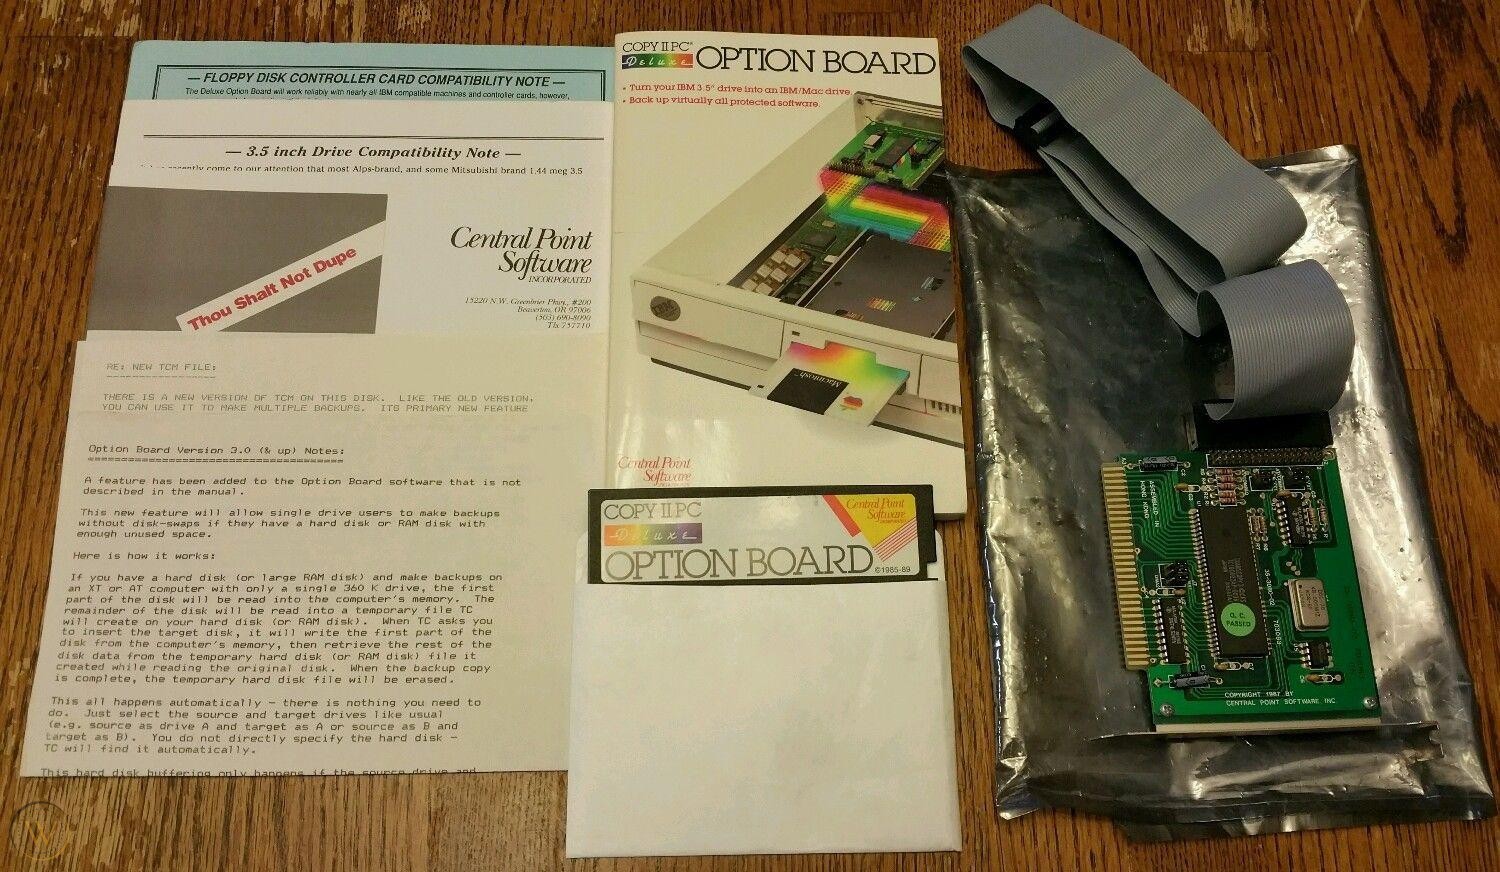 — FLOPPY DISK CONTROLLER CARD COMPATIBILITY NOTE —
The Deluxe Option Board will work reliably with nearly all IBM compatible machines and controller cards, however,
— 3.5 inch Drive Compatibility Note —
recently come to our attention that most Alps-brand, and some Mitsubishi brand 1.44 meg 3.5
Thou Shalt Not Dupe
Central Point
Software
INCORPORATED
15220 N.W. Greenbrier Pkwy., #200
Beaverton, OR 97006
(503) 690-8090
Tlx 757710
RE: NEW TCM FILE:
THERE IS A NEW VERSION OF TCM ON THIS DISK. LIKE THE OLD VERSION,
YOU CAN USE IT TO MAKE MULTIPLE BACKUPS. ITS PRIMARY NEW FEATURE
Option Board Version 3.0 (& up) Notes:
A feature has been added to the Option Board software that is not
described in the manual.
This new feature will allow single drive users to make backups
without disk-swaps if they have a hard disk or RAM disk with
enough unused space.
Here is how it works:
If you have a hard disk (or large RAM disk) and make backups on
an XT or AT computer with only a single 360 K drive, the first
part of the disk will be read into the computer's memory. The
remainder of the disk will be read into a temporary file TC
will create on your hard disk (or RAM disk). When TC asks you
to insert the target disk, it will write the first part of the
disk from the computer's memory, then retrieve the rest of the
disk data from the temporary hard disk (or RAM disk) file it
created while reading the original disk. When the backup copy
is complete, the temporary hard disk file will be erased.
This all happens automatically - there is nothing you need to
do. Just select the source and target drives like usual
(e.g. source as drive A and target as A or source as B and
target as B). You do not directly specify the hard disk -
TC will find it automatically.
This hard disk buffering only happens if the source drive and
COPY II PC®
Deluxe
OPTION BOARD
• Turn your IBM 3.5" drive into an IBM/Mac drive.
• Back up virtually all protected software.
IBM
Macintosh
Central Point
Software
COPY II PC
Deluxe
OPTION BOARD
Central Point
Software
INCORPORATED
©1985-89
ASSEMBLED IN
HONG KONG
Q.C.
PASSED
COPYRIGHT 1987 BY
CENTRAL POINT SOFTWARE INC
W